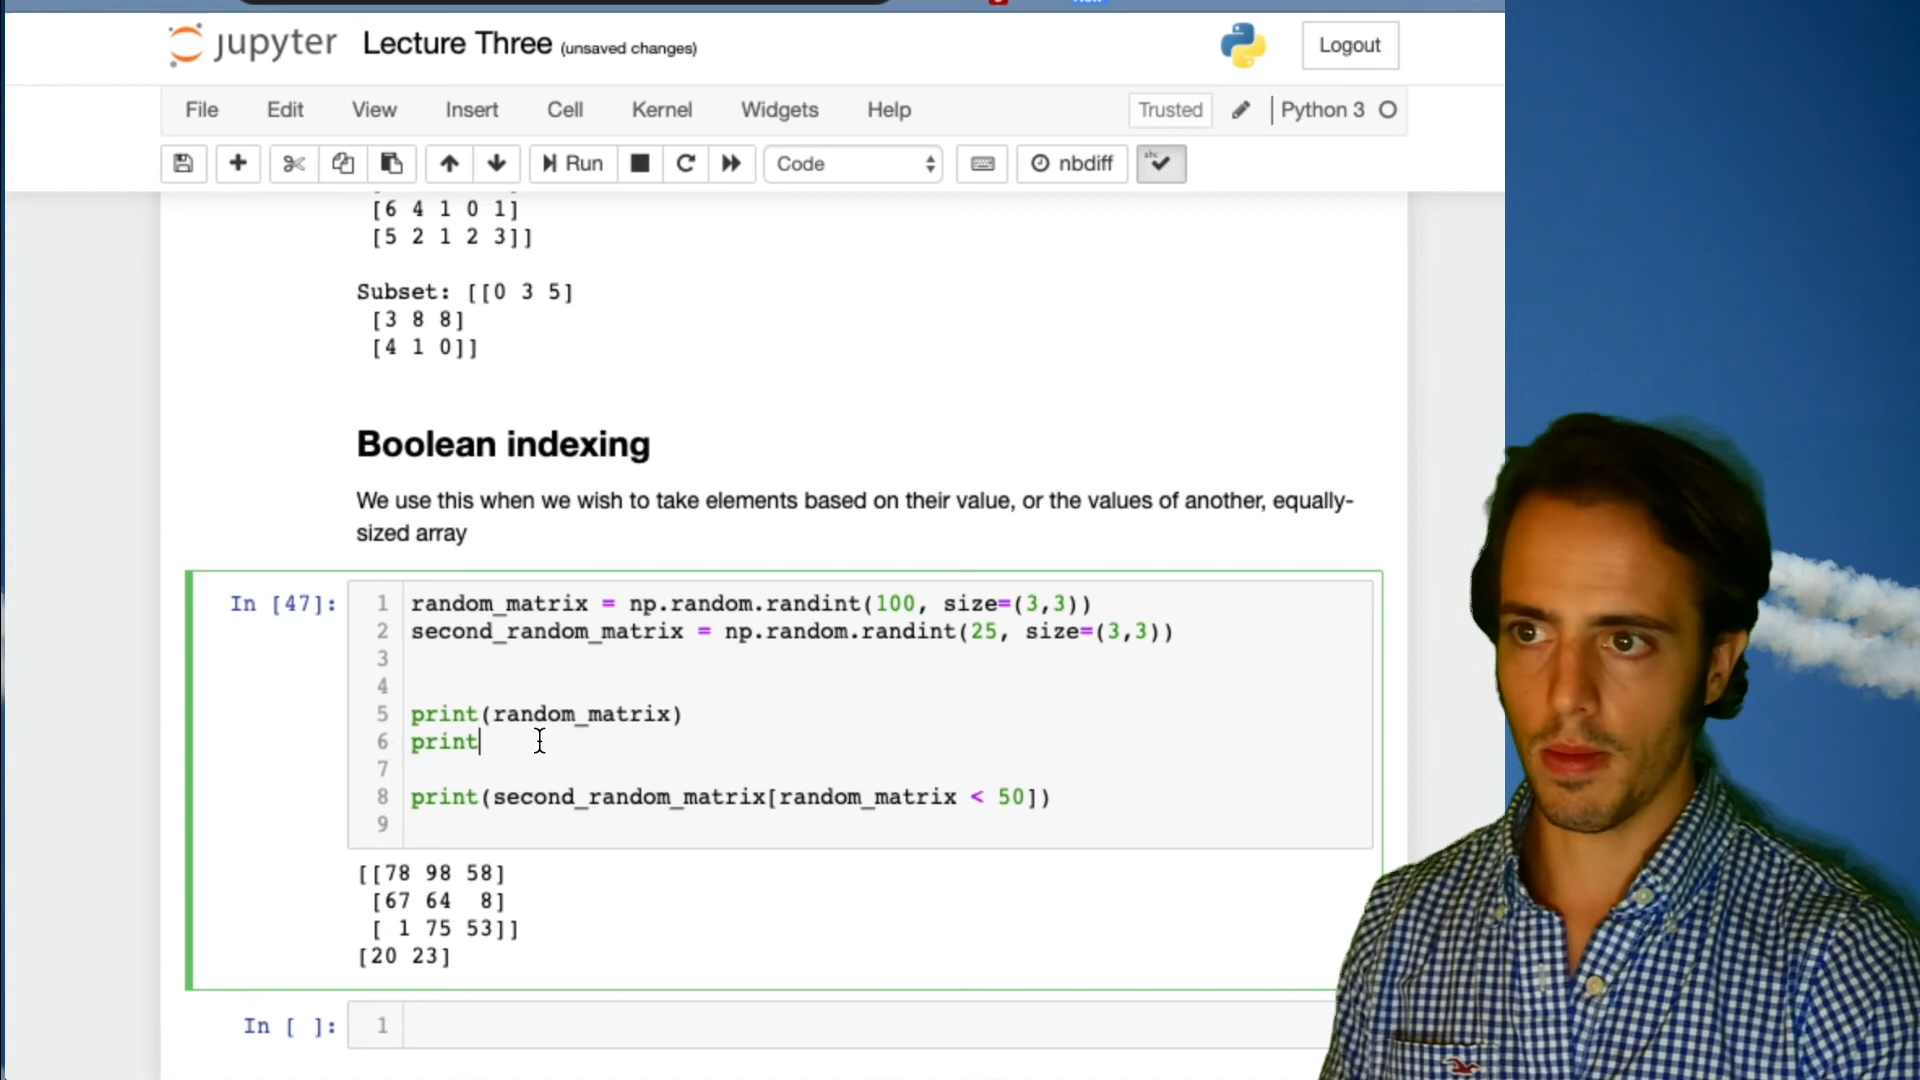 jupyter Lecture Three (unsaved changes)
Logout
File Edit View Insert Cell Kernel Widgets Help
Trusted Python 3
Run Code nbdiff abc
[6 4 1 0 1]
[5 2 1 2 3]]
Subset: [[0 3 5]
[3 8 8]
[4 1 0]]
Boolean indexing
We use this when we wish to take elements based on their value, or the values of another, equally-
sized array
In [47]:
1 random_matrix = np.random.randint(100, size=(3,3))
2 second_random_matrix = np.random.randint(25, size=(3,3))
3
4
5 print(random_matrix)
6 print
7
8 print(second_random_matrix[random_matrix < 50])
9
[[78 98 58]
[67 64  8]
[ 1 75 53]]
[20 23]
In [ ]: 1